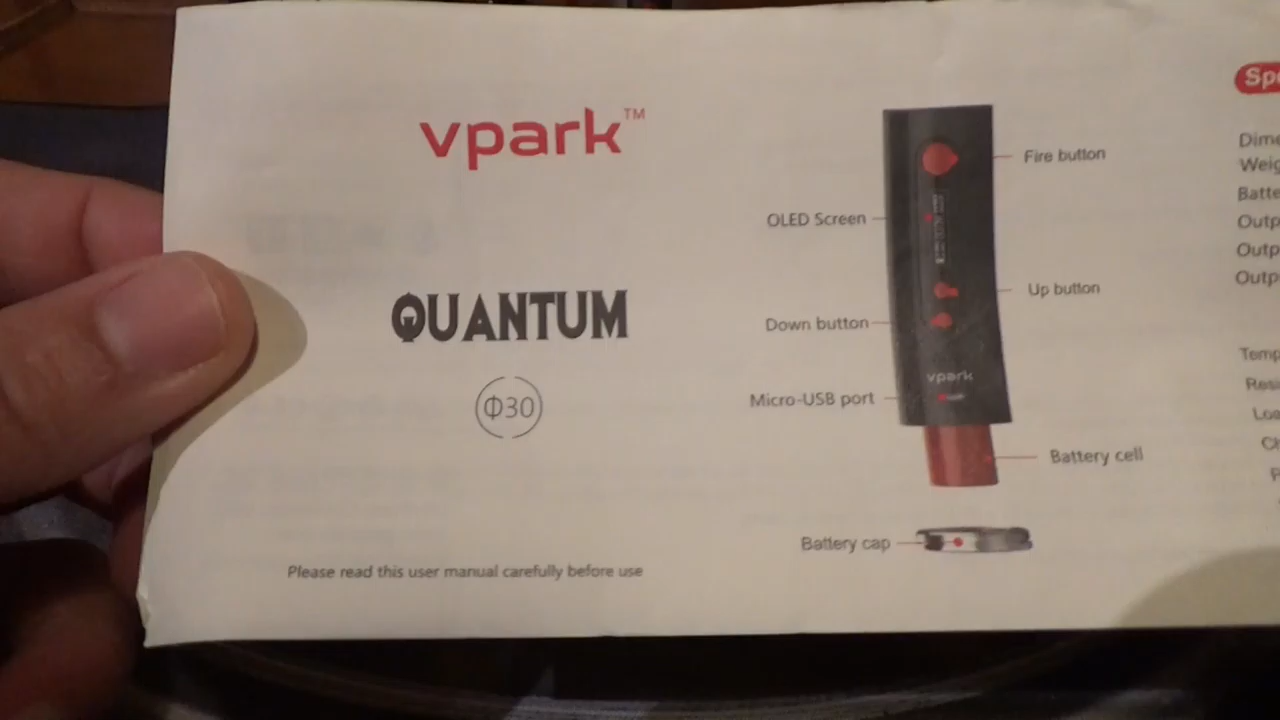 vpark™
QUANTUM
Φ30
Please read this user manual carefully before use
Fire button
OLED Screen
Up button
Down button
vpark
Micro-USB port
Battery cell
Battery cap
Spe
Dime
Weig
Batte
Outp
Outp
Outp
Temp
Resi